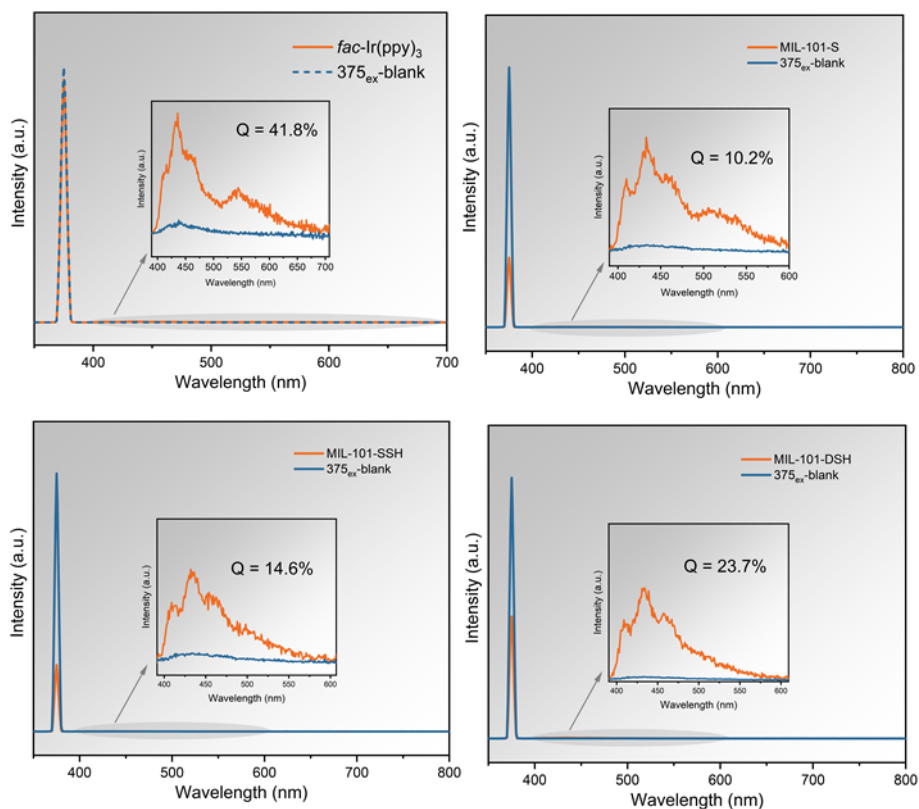 fac-Ir(ppy)3
375ex-blank
Q = 41.8%
Intensity (a.u.)
400 450 500 550 600 650 700
Wavelength (nm)
Intensity (a.u.)
400 500 600 700
Wavelength (nm)
MIL-101-S
375ex-blank
Q = 10.2%
Intensity (a.u.)
400 450 500 550 600
Wavelength (nm)
Intensity (a.u.)
400 500 600 700 800
Wavelength (nm)
MIL-101-SSH
375ex-blank
Q = 14.6%
Intensity (a.u.)
400 450 500 550 600
Wavelength (nm)
Intensity (a.u.)
400 500 600 700 800
Wavelength (nm)
MIL-101-DSH
375ex-blank
Q = 23.7%
Intensity (a.u.)
400 450 500 550 600
Wavelength (nm)
Intensity (a.u.)
400 500 600 700 800
Wavelength (nm)